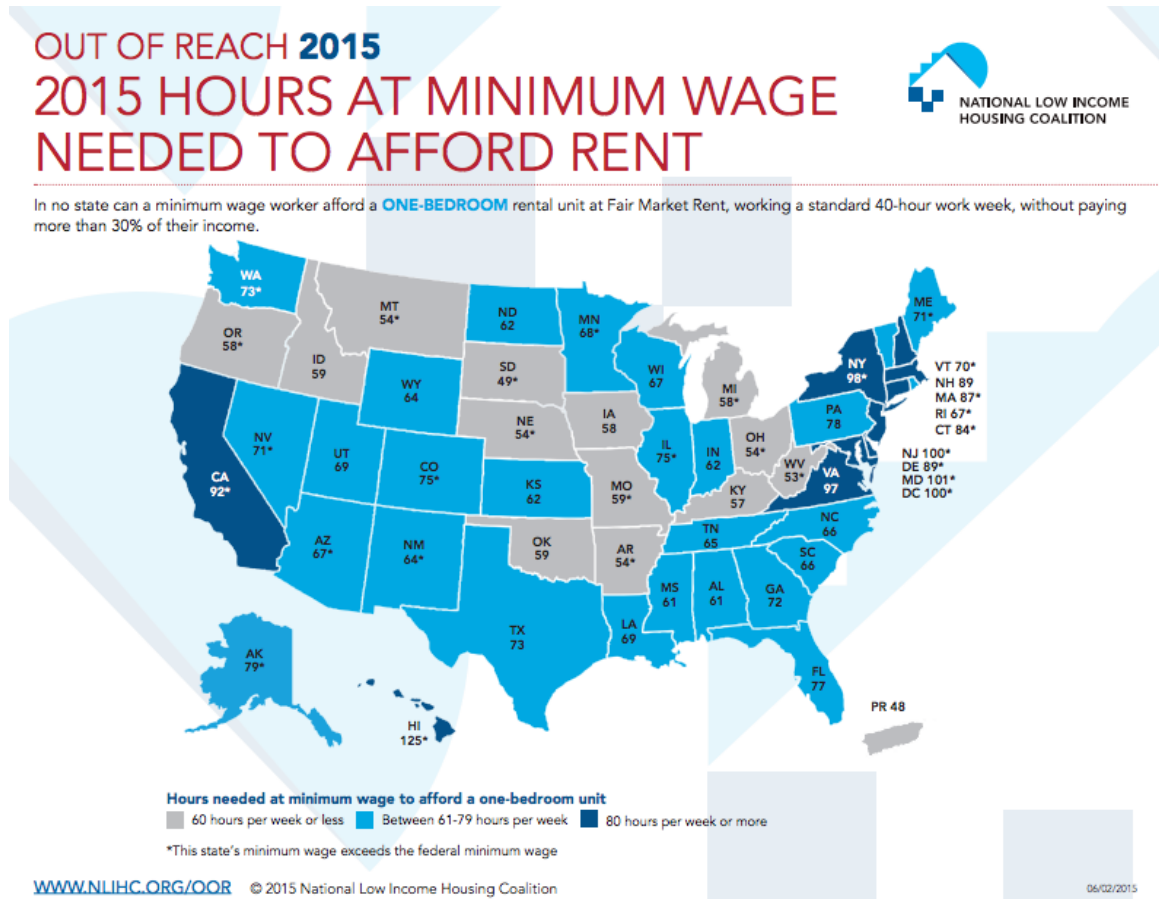 OUT OF REACH 2015
2015 HOURS AT MINIMUM WAGE
NEEDED TO AFFORD RENT
NATIONAL LOW INCOME
HOUSING COALITION
In no state can a minimum wage worker afford a ONE-BEDROOM rental unit at Fair Market Rent, working a standard 40-hour work week, without paying
more than 30% of their income.
WA
73*
OR
58*
ID
59
MT
54*
ND
62
MN
68*
SD
49*
WY
64
NE
54*
WI
67
MI
58*
IA
58
NY
98*
ME
71*
VT 70*
NH 89
MA 87*
RI 67*
CT 84*
PA
78
NJ 100*
DE 89*
MD 101*
DC 100*
CA
92*
NV
71*
UT
69
CO
75*
KS
62
MO
59*
IL
75*
IN
62
OH
54*
WV
53*
VA
97
KY
57
NC
66
TN
65
SC
66
AZ
67*
NM
64*
OK
59
AR
54*
MS
61
AL
61
GA
72
TX
73
LA
69
FL
77
AK
79*
HI
125*
PR 48
Hours needed at minimum wage to afford a one-bedroom unit
60 hours per week or less
Between 61-79 hours per week
80 hours per week or more
*This state's minimum wage exceeds the federal minimum wage
WWW.NLIHC.ORG/OOR © 2015 National Low Income Housing Coalition
06/02/2015